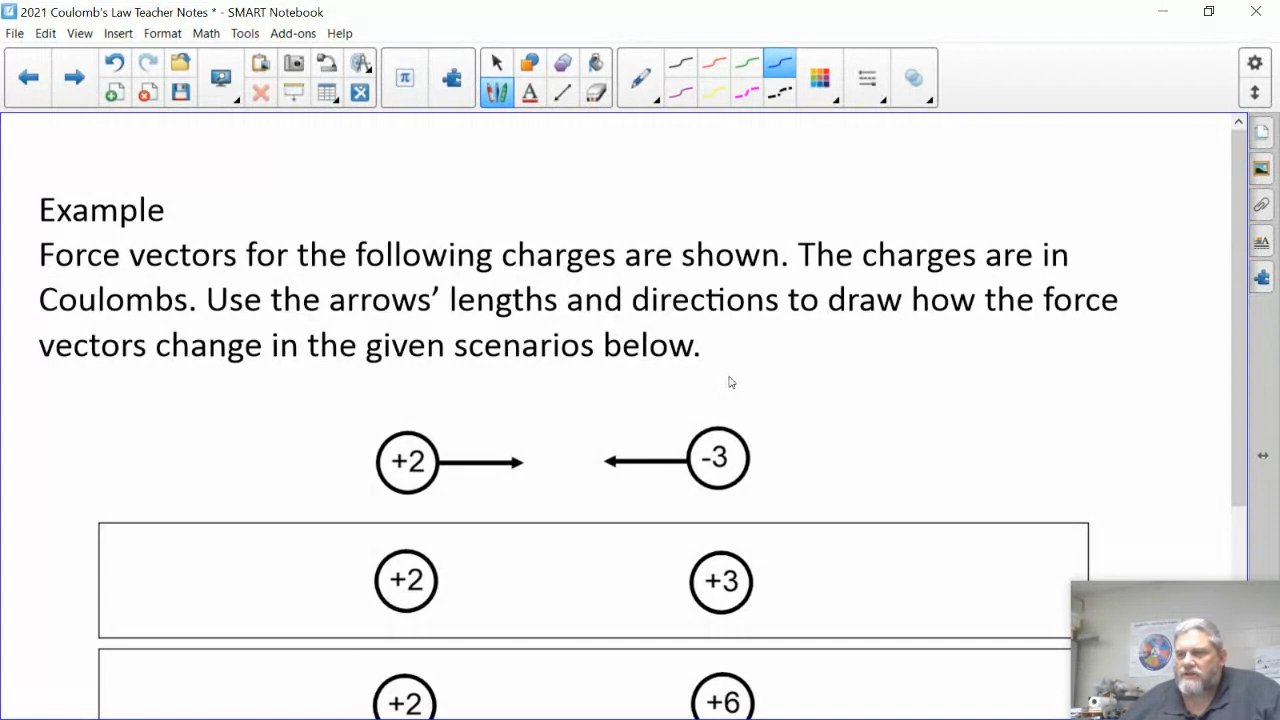 2021 Coulomb's Law Teacher Notes * - SMART Notebook
File Edit View Insert Format Math Tools Add-ons Help
π
A
Example
Force vectors for the following charges are shown. The charges are in
Coulombs. Use the arrows’ lengths and directions to draw how the force
vectors change in the given scenarios below.
+2 -3
+2 +3
+2 +6